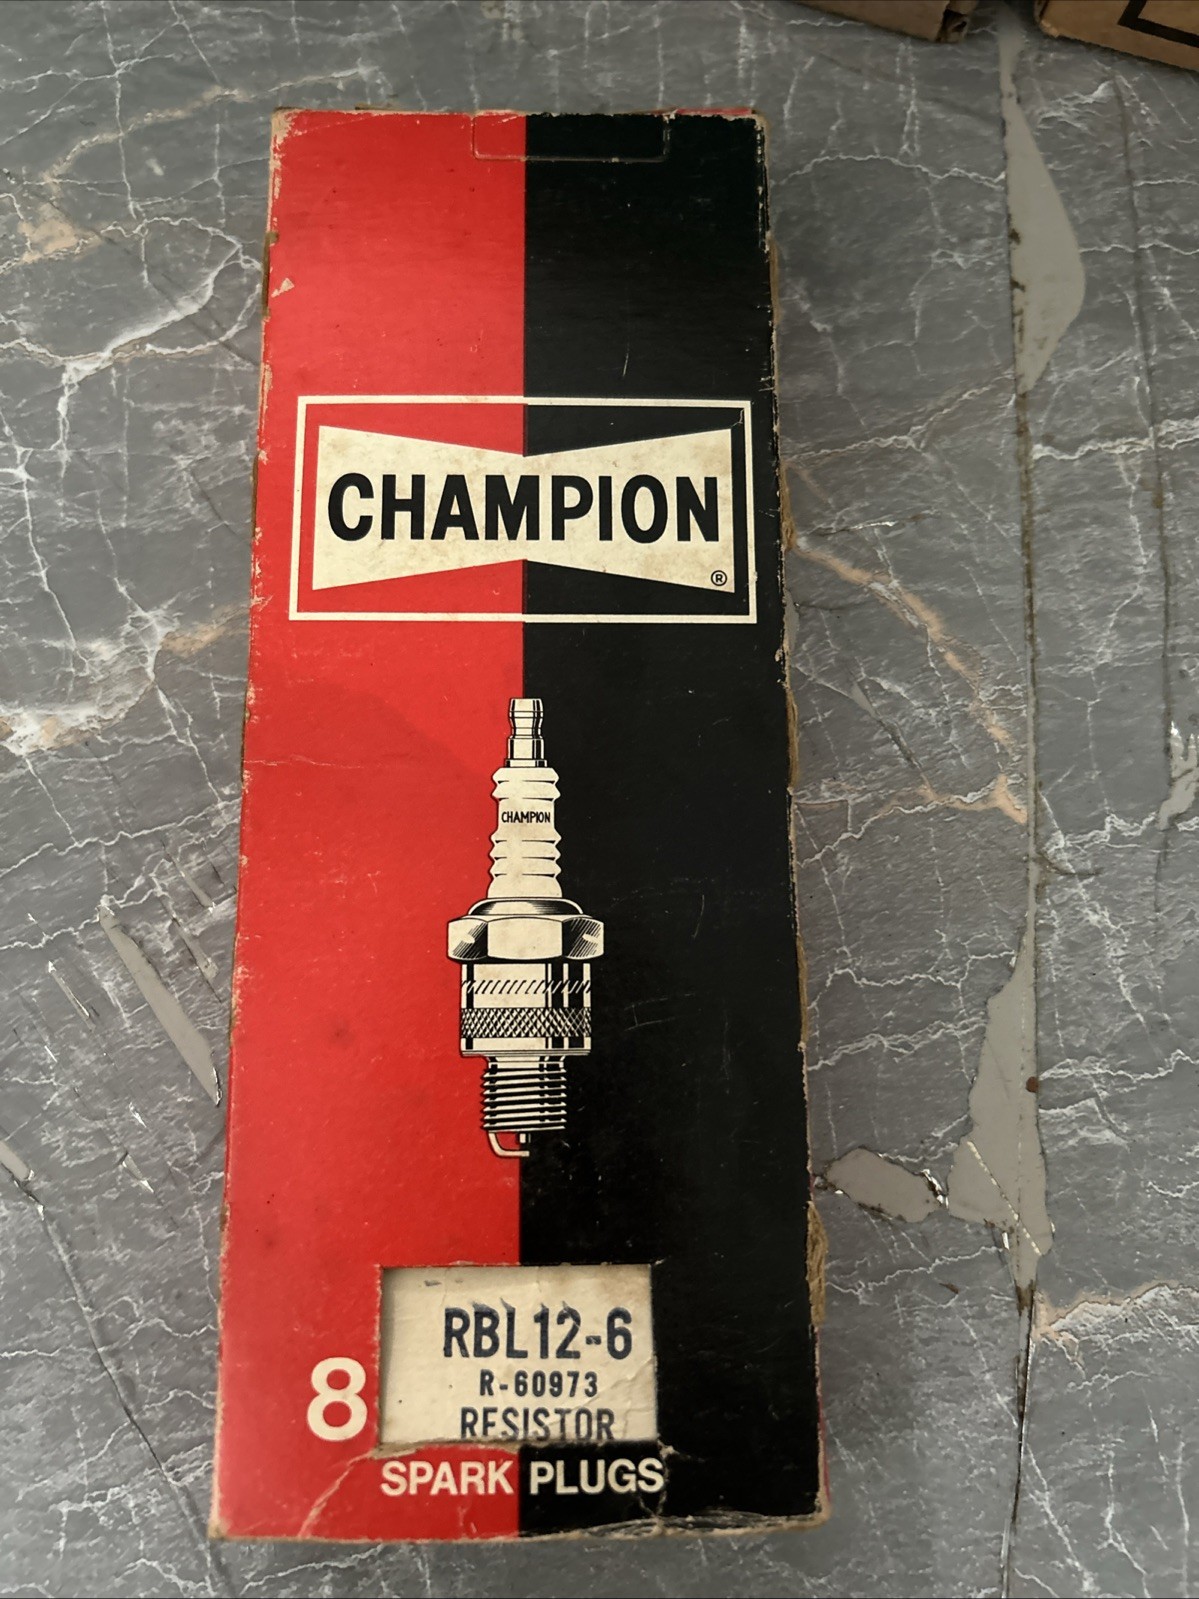 CHAMPION
®
CHAMPION
RBL12-6
R-60973
RESISTOR
8
SPARK PLUGS